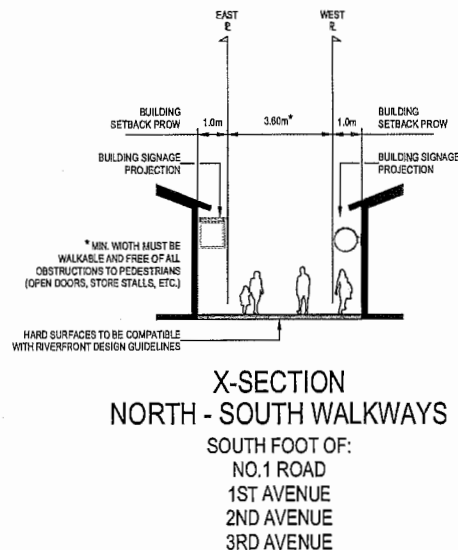 EAST
PL
WEST
PL
BUILDING
SETBACK PROW
1.0m
3.60m*
1.0m
BUILDING
SETBACK PROW
BUILDING SIGNAGE
PROJECTION
BUILDING SIGNAGE
PROJECTION
* MIN. WIDTH MUST BE
WALKABLE AND FREE OF ALL
OBSTRUCTIONS TO PEDESTRIANS
(OPEN DOORS, STORE STALLS, ETC.)
HARD SURFACES TO BE COMPATIBLE
WITH RIVERFRONT DESIGN GUIDELINES
X-SECTION
NORTH - SOUTH WALKWAYS
SOUTH FOOT OF:
NO.1 ROAD
1ST AVENUE
2ND AVENUE
3RD AVENUE